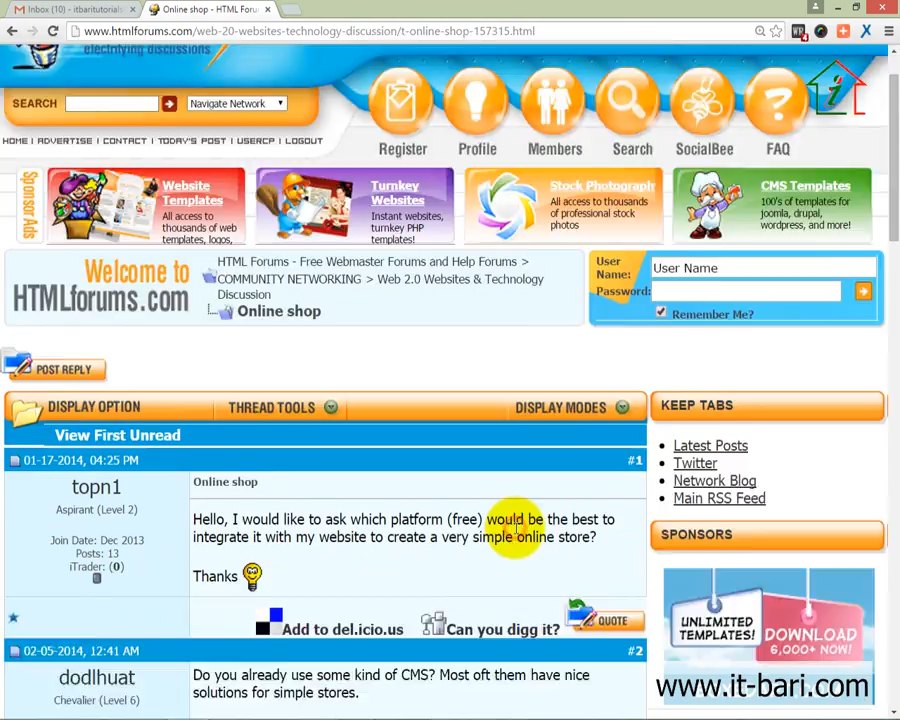 Inbox (10) - itbaritutorials
Online shop - HTML Forums
www.htmlforums.com/web-20-websites-technology-discussion/t-online-shop-157315.html
electrifying discussions
SEARCH
Navigate Network
HOME | ADVERTISE | CONTACT | TODAY'S POST | USERCP | LOGOUT
Register
Profile
Members
Search
SocialBee
FAQ
Sponsor Ads
Website
Templates
All access to
thousands of web
templates, logos,
Turnkey
Websites
Instant websites,
turnkey PHP
templates!
Stock Photograph
All access to thousands
of professional stock
photos
CMS Templates
100's of templates for
joomla, drupal,
wordpress, and more!
Welcome to
HTMLforums.com
HTML Forums - Free Webmaster Forums and Help Forums >
COMMUNITY NETWORKING > Web 2.0 Websites & Technology
Discussion
Online shop
User
Name:
User Name
Password:
Remember Me?
POST REPLY
DISPLAY OPTION
THREAD TOOLS
DISPLAY MODES
View First Unread
01-17-2014, 04:25 PM
#1
topn1
Aspirant (Level 2)
Join Date: Dec 2013
Posts: 13
iTrader: (0)
Online shop
Hello, I would like to ask which platform (free) would be the best to
integrate it with my website to create a very simple online store?
Thanks
Add to del.icio.us
Can you digg it?
QUOTE
02-05-2014, 12:41 AM
#2
dodlhuat
Chevalier (Level 6)
Do you already use some kind of CMS? Most oft them have nice
solutions for simple stores.
KEEP TABS
Latest Posts
Twitter
Network Blog
Main RSS Feed
SPONSORS
UNLIMITED
TEMPLATES!
DOWNLOAD
6,000+ NOW!
www.it-bari.com